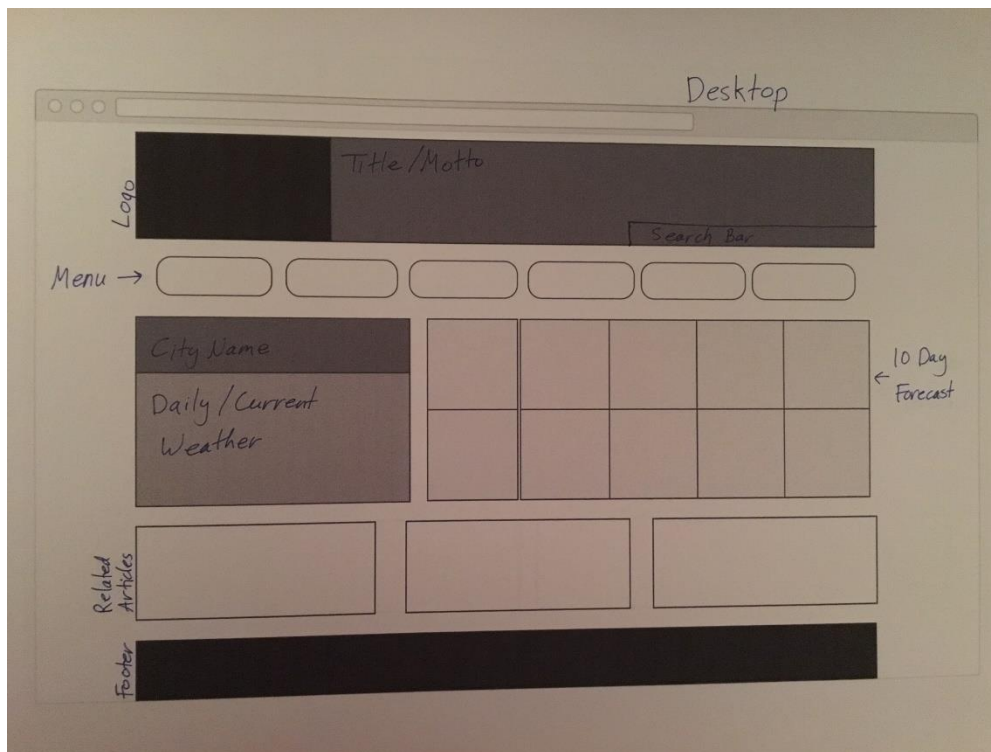 Desktop
Title/Motto
Logo
Search Bar
Menu →
City Name
Daily/Current
Weather
← 10 Day
Forecast
Related
Articles
Footer